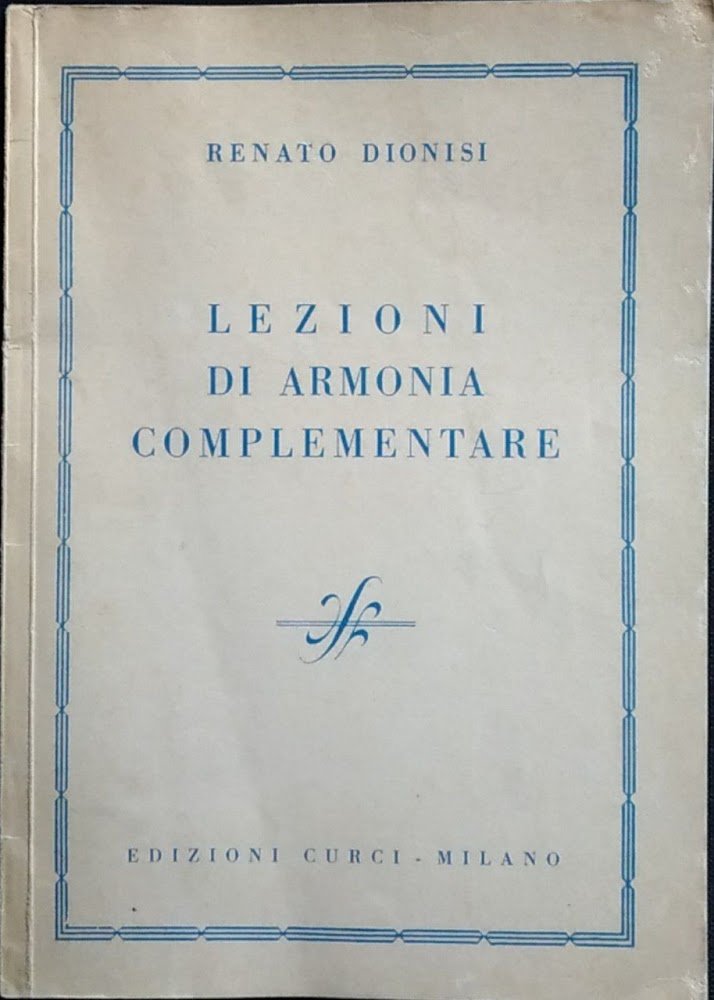 RENATO DIONISI
LEZIONI
DI ARMONIA
COMPLEMENTARE
EDIZIONI CURCI - MILANO